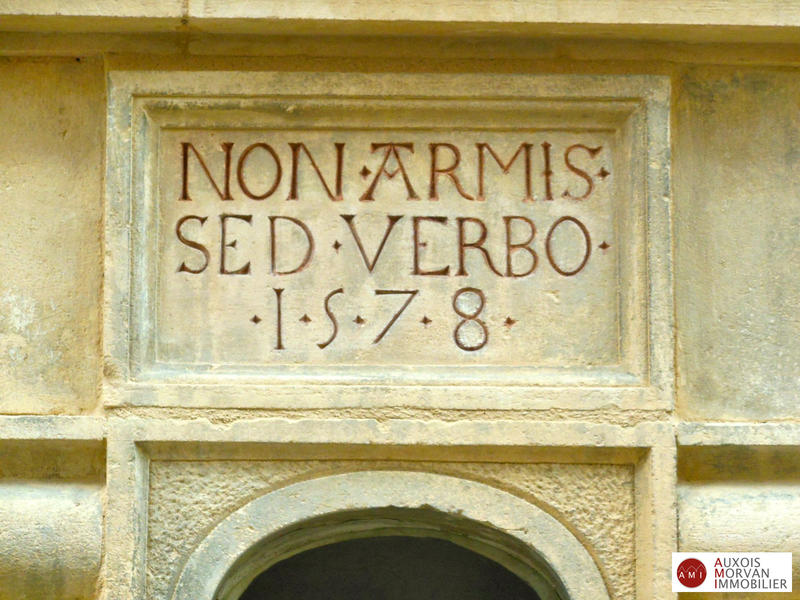 NON·ARMIS·
SED·VERBO·
·1·5·7·8·
AMI
AUXOIS
MORVAN
IMMOBILIER